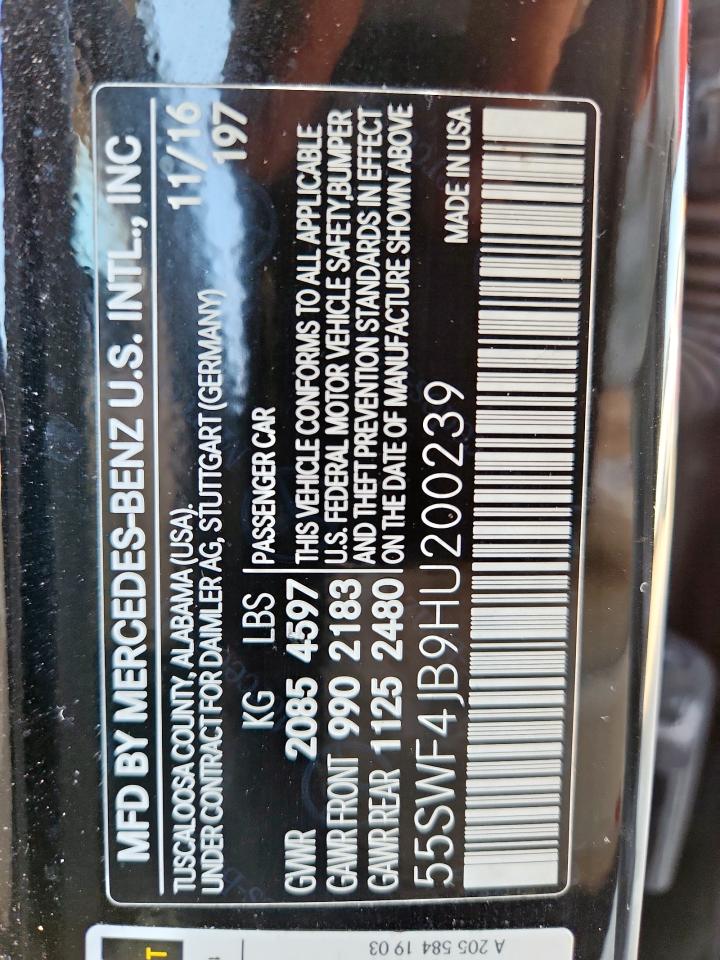 MFD BY MERCEDES-BENZ U.S. INTL., INC
TUSCALOOSA COUNTY, ALABAMA (USA), 11/16
UNDER CONTRACT FOR DAIMLER AG, STUTTGART (GERMANY) 197
KG LBS PASSENGER CAR
GVWR 2085 4597 THIS VEHICLE CONFORMS TO ALL APPLICABLE
U.S. FEDERAL MOTOR VEHICLE SAFETY,BUMPER
GAWR FRONT 990 2183 AND THEFT PREVENTION STANDARDS IN EFFECT
GAWR REAR 1125 2480 ON THE DATE OF MANUFACTURE SHOWN ABOVE
55SWF4JB9HU200239 MADE IN USA
A 205 584 19 03